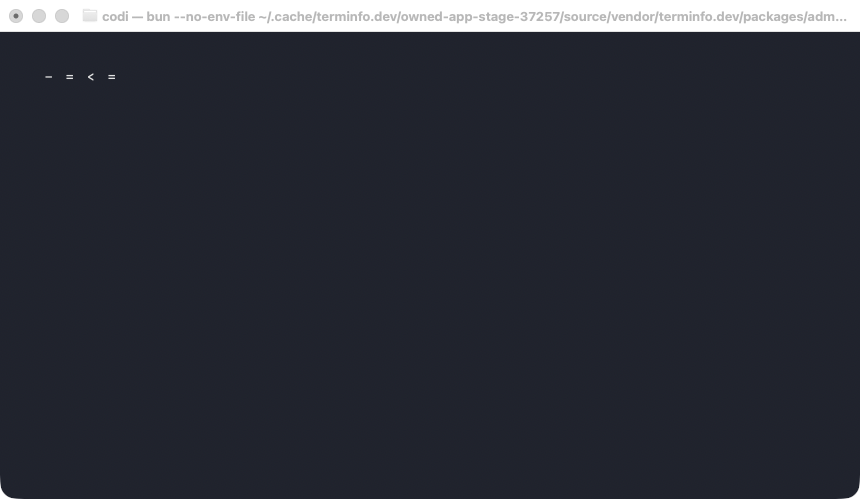 codi — bun --no-env-file ~/.cache/terminfo.dev/owned-app-stage-37257/source/vendor/terminfo.dev/packages/adm...
− = < =